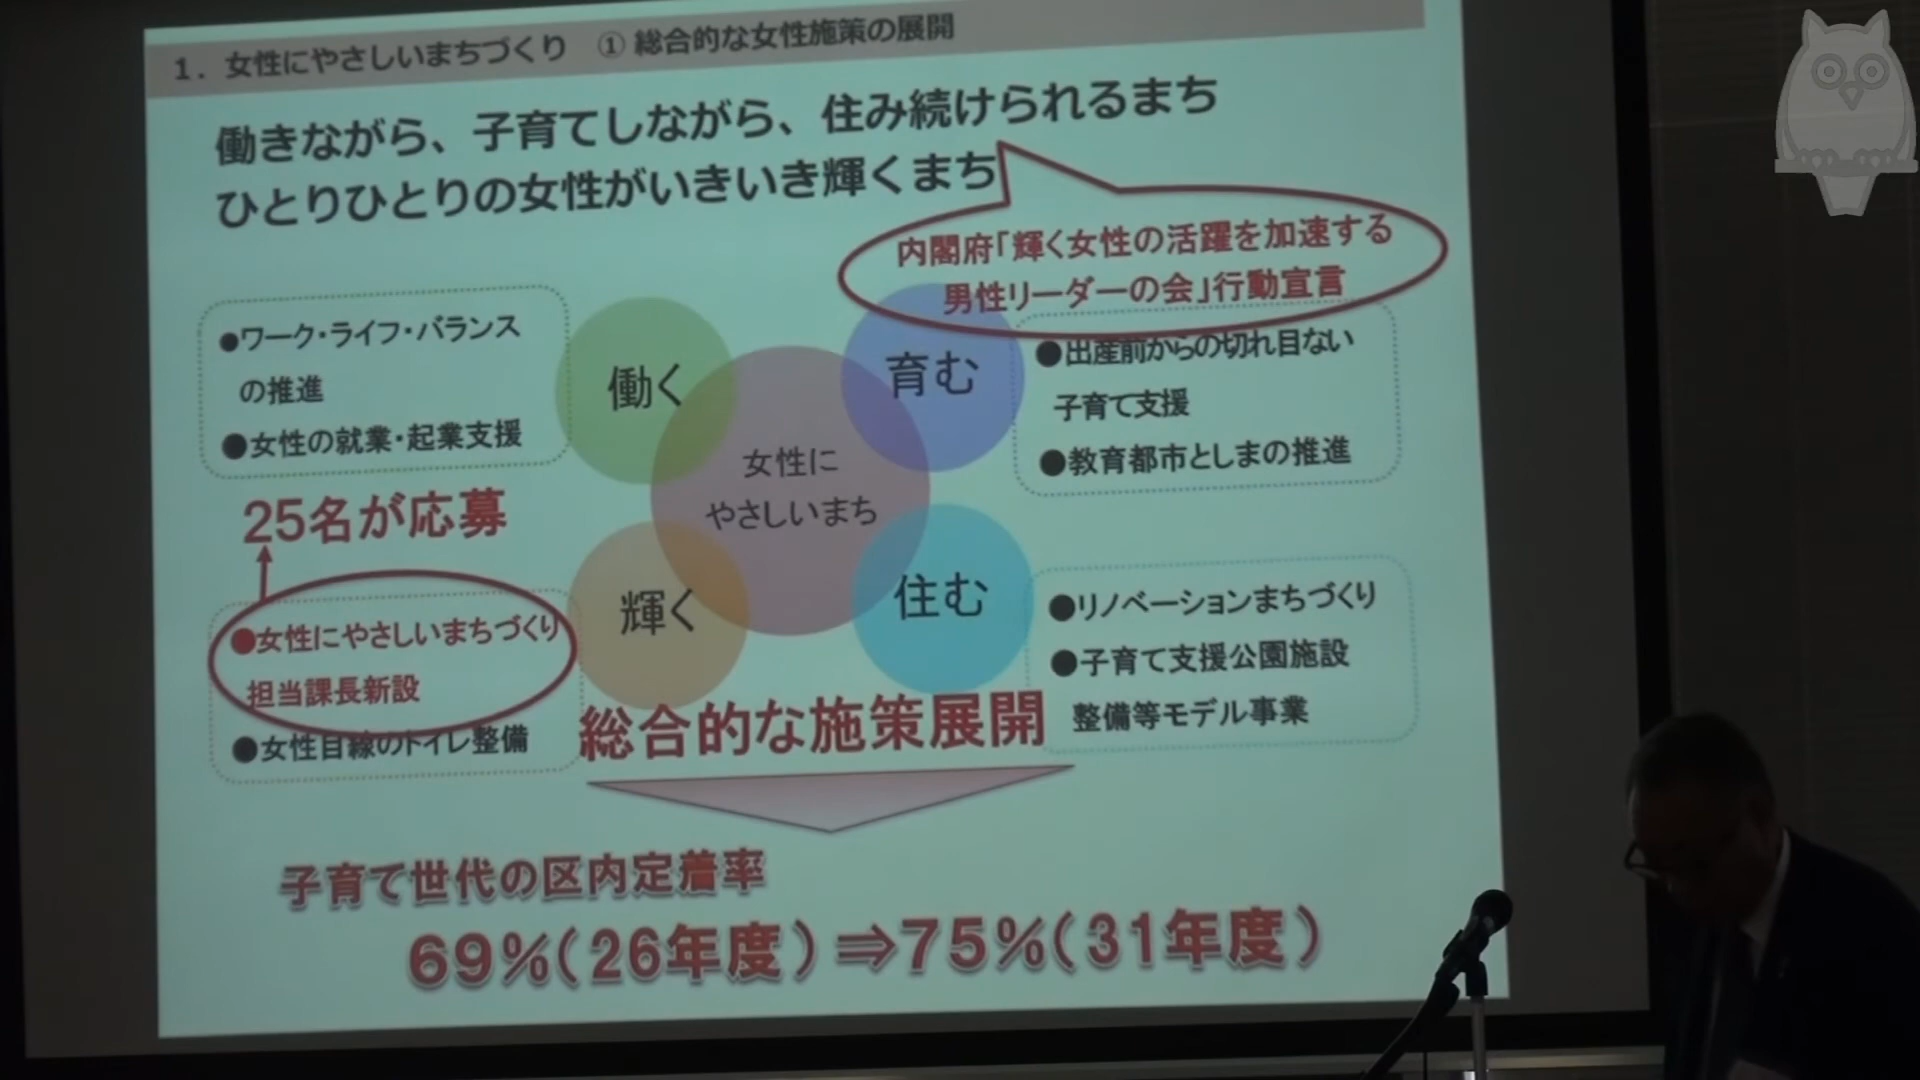 1．女性にやさしいまちづくり　① 総合的な女性施策の展開
働きながら、子育てしながら、住み続けられるまち
ひとりひとりの女性がいきいき輝くまち
内閣府｢輝く女性の活躍を加速する
男性リーダーの会｣行動宣言
●ワーク・ライフ・バランス
の推進
●女性の就業・起業支援
働く
育む
●出産前からの切れ目ない
子育て支援
●教育都市としまの推進
女性に
やさしいまち
25名が応募
●女性にやさしいまちづくり
担当課長新設
●女性目線のトイレ整備
輝く
住む
●リノベーションまちづくり
●子育て支援公園施設
整備等モデル事業
総合的な施策展開
子育て世代の区内定着率
69％（26年度）⇒75％（31年度）